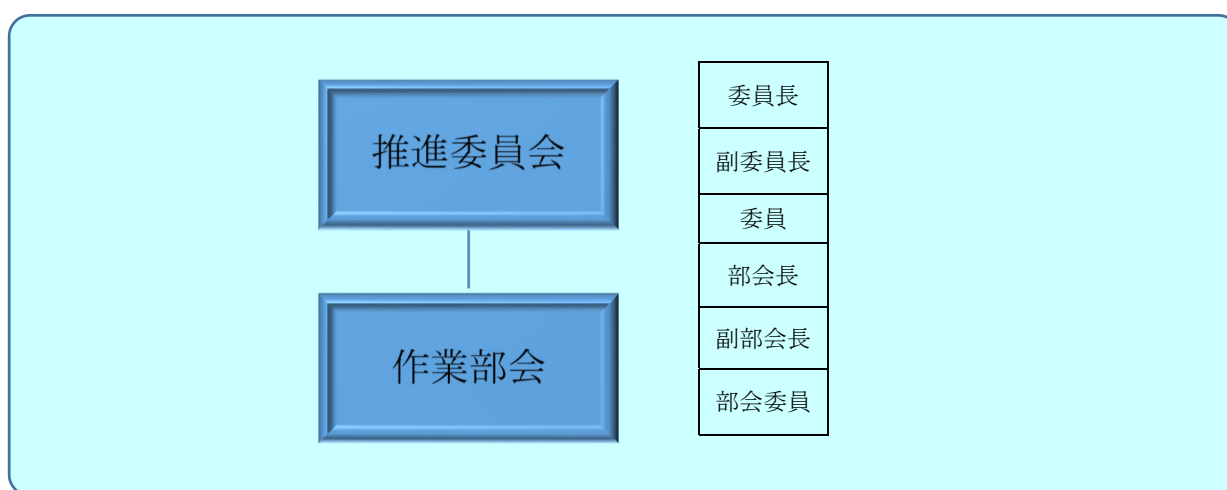 推進委員会
作業部会
委員長
副委員長
委員
部会長
副部会長
部会委員